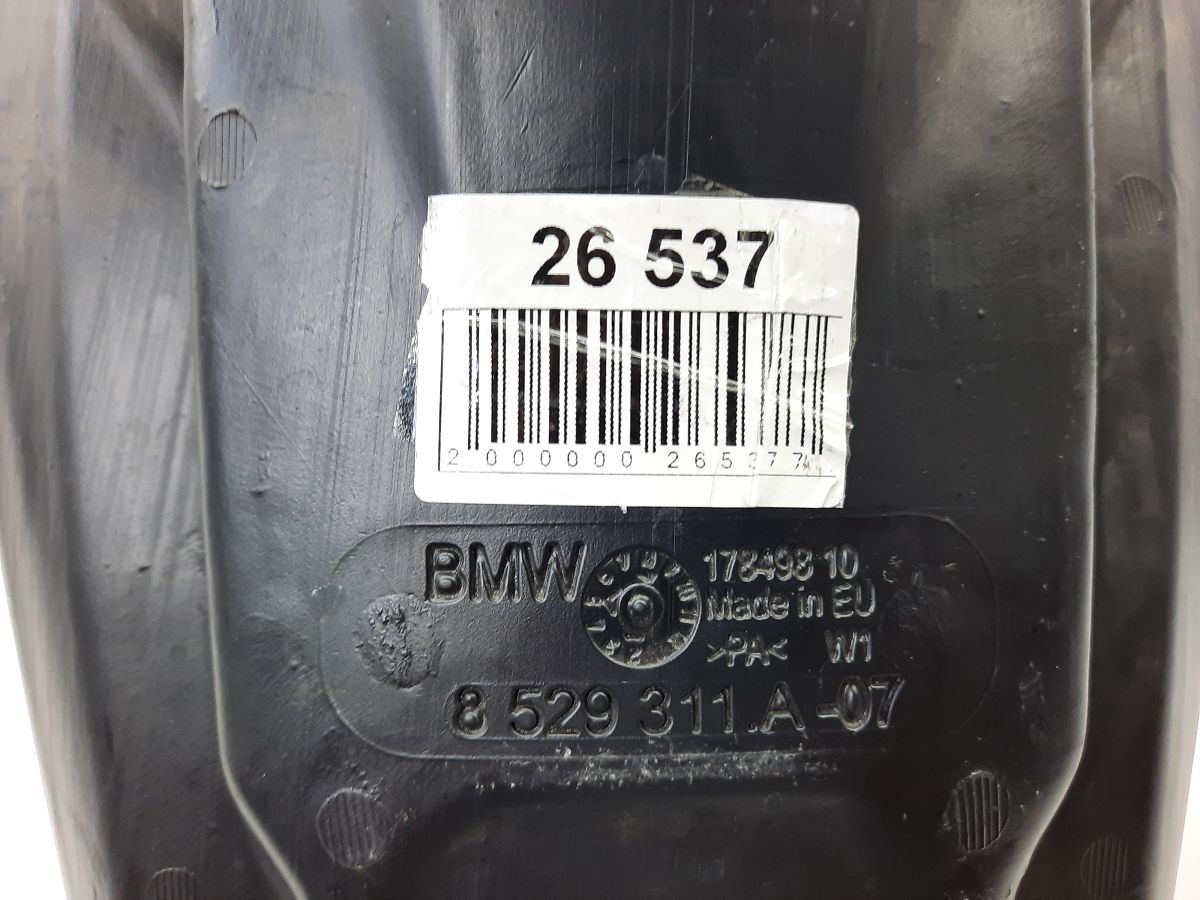 26 537
2 000000 265377
BMW
178498 10
Made in EU
>PA< W1
8 529 311.A -07